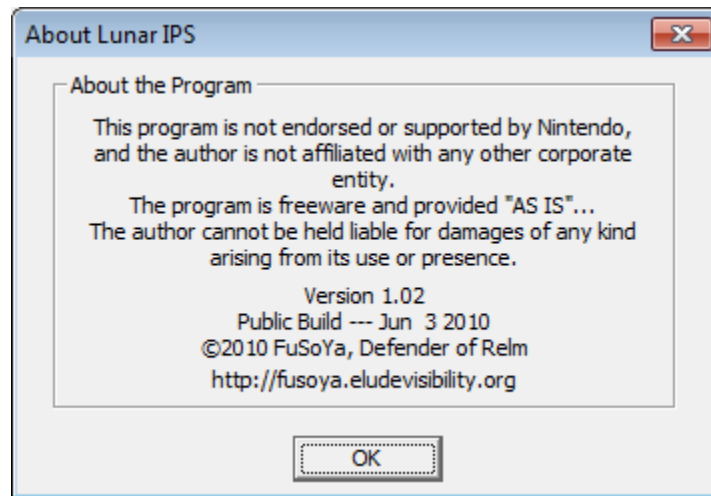 About Lunar IPS
About the Program
This program is not endorsed or supported by Nintendo,
and the author is not affiliated with any other corporate
entity.
The program is freeware and provided "AS IS"...
The author cannot be held liable for damages of any kind
arising from its use or presence.
Version 1.02
Public Build --- Jun  3 2010
©2010 FuSoYa, Defender of Relm
http://fusoya.eludevisibility.org
OK